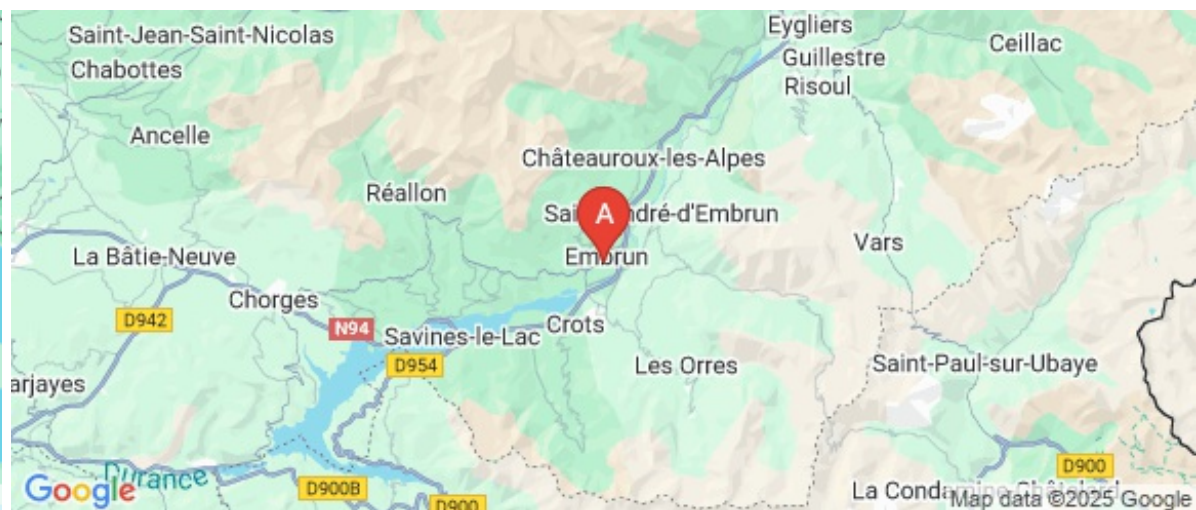 Eygliers
Saint-Jean-Saint-Nicolas
Ceillac
Guillestre
Chabottes
Risoul
Ancelle
Châteauroux-les-Alpes
Réallon
A
Embrun
Vars
La Bâtie-Neuve
Chorges
D942
N94
Crots
Savines-le-Lac
D954
Les Orres
Saint-Paul-sur-Ubaye
arjayes
Durance
D900
Google
D900B
D900
Map data ©2025 Google